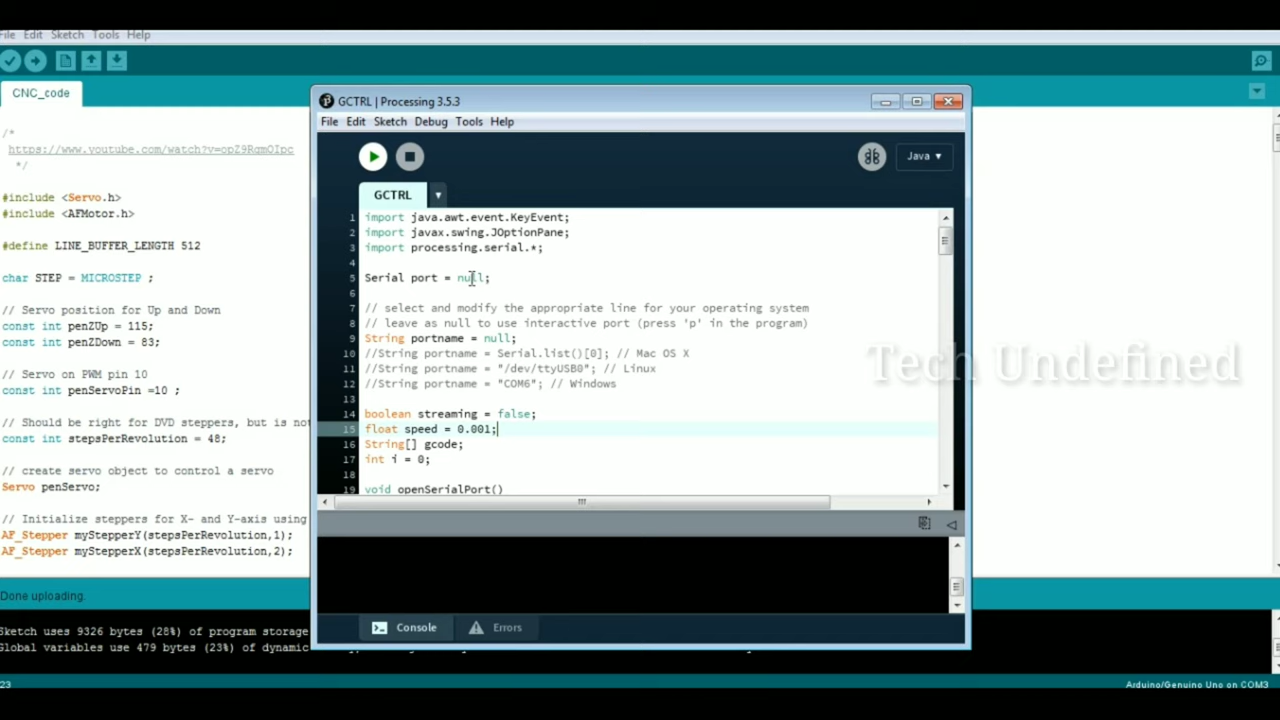 File Edit Sketch Tools Help
CNC_code
/*
https://www.youtube.com/watch?v=opZ9RgmOIpc
*/
#include <Servo.h>
#include <AFMotor.h>
#define LINE_BUFFER_LENGTH 512
char STEP = MICROSTEP ;
// Servo position for Up and Down
const int penZUp = 115;
const int penZDown = 83;
// Servo on PWM pin 10
const int penServoPin =10 ;
// Should be right for DVD steppers, but is not
const int stepsPerRevolution = 48;
// create servo object to control a servo
Servo penServo;
// Initialize steppers for X- and Y-axis using
AF_Stepper myStepperY(stepsPerRevolution,1);
AF_Stepper myStepperX(stepsPerRevolution,2);
Done uploading.
Sketch uses 9326 bytes (28%) of program storage
Global variables use 479 bytes (23%) of dynamic
23
Arduino/Genuino Uno on COM3
GCTRL | Processing 3.5.3
File Edit Sketch Debug Tools Help
Java ▾
GCTRL
1 import java.awt.event.KeyEvent;
2 import javax.swing.JOptionPane;
3 import processing.serial.*;
4
5 Serial port = null;
6
7 // select and modify the appropriate line for your operating system
8 // leave as null to use interactive port (press 'p' in the program)
9 String portname = null;
10 //String portname = Serial.list()[0]; // Mac OS X
11 //String portname = "/dev/ttyUSB0"; // Linux
12 //String portname = "COM6"; // Windows
13
14 boolean streaming = false;
15 float speed = 0.001;
16 String[] gcode;
17 int i = 0;
18
19 void openSerialPort()
Console Errors
Tech Undefined